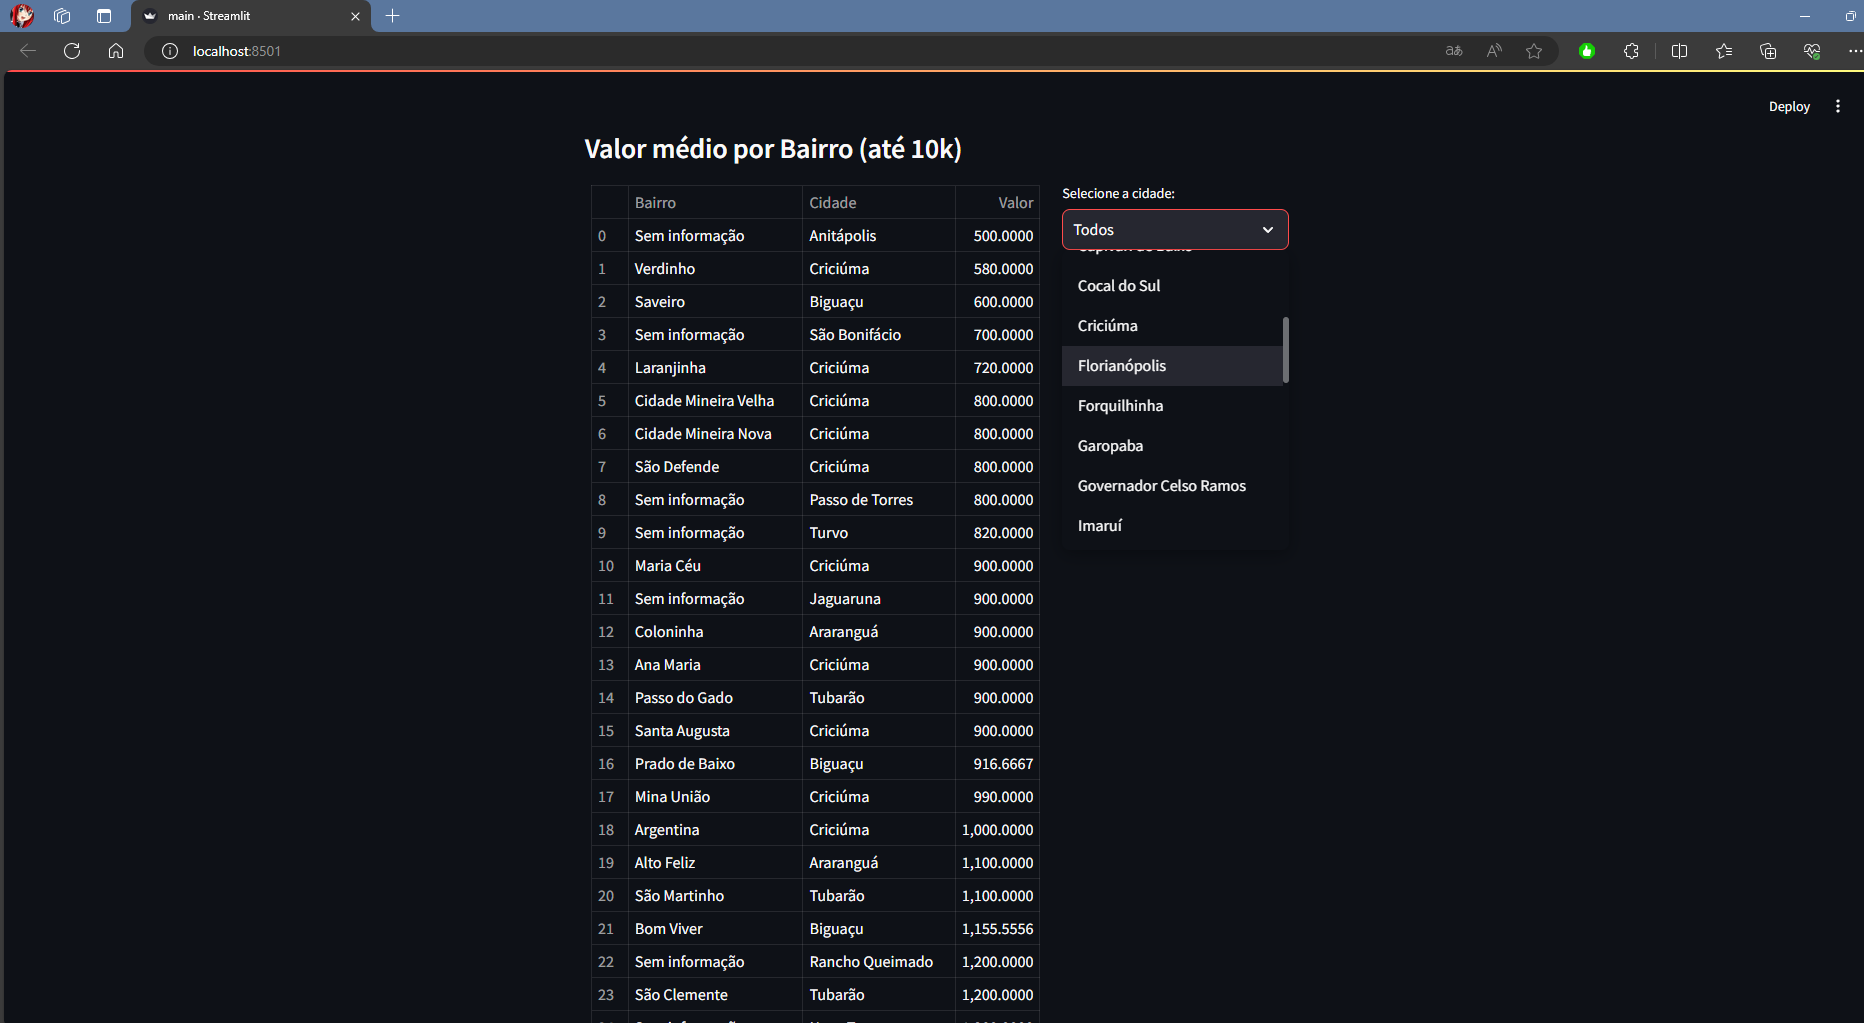 main · Streamlit
localhost:8501
Deploy
Valor médio por Bairro (até 10k)
Bairro Cidade Valor
0 Sem informação Anitápolis 500.0000
1 Verdinho Criciúma 580.0000
2 Saveiro Biguaçu 600.0000
3 Sem informação São Bonifácio 700.0000
4 Laranjinha Criciúma 720.0000
5 Cidade Mineira Velha Criciúma 800.0000
6 Cidade Mineira Nova Criciúma 800.0000
7 São Defende Criciúma 800.0000
8 Sem informação Passo de Torres 800.0000
9 Sem informação Turvo 820.0000
10 Maria Céu Criciúma 900.0000
11 Sem informação Jaguaruna 900.0000
12 Coloninha Araranguá 900.0000
13 Ana Maria Criciúma 900.0000
14 Passo do Gado Tubarão 900.0000
15 Santa Augusta Criciúma 900.0000
16 Prado de Baixo Biguaçu 916.6667
17 Mina União Criciúma 990.0000
18 Argentina Criciúma 1,000.0000
19 Alto Feliz Araranguá 1,100.0000
20 São Martinho Tubarão 1,100.0000
21 Bom Viver Biguaçu 1,155.5556
22 Sem informação Rancho Queimado 1,200.0000
23 São Clemente Tubarão 1,200.0000
Selecione a cidade:
Todos
Cocal do Sul
Criciúma
Florianópolis
Forquilhinha
Garopaba
Governador Celso Ramos
Imaruí